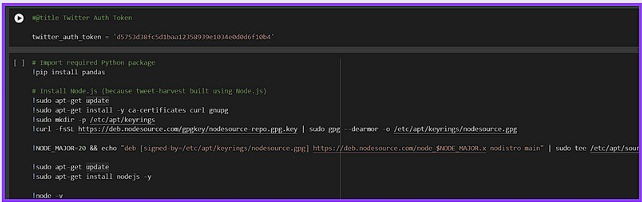 #@title Twitter Auth Token
twitter_auth_token = 'd5753d38fc5d1baa12358939e1034e0d0d6f10b4'
[ ] # Import required Python package
!pip install pandas
# Install Node.js (because tweet-harvest built using Node.js)
!sudo apt-get update
!sudo apt-get install -y ca-certificates curl gnupg
!sudo mkdir -p /etc/apt/keyrings
!curl -fsSL https://deb.nodesource.com/gpgkey/nodesource-repo.gpg.key | sudo gpg --dearmor -o /etc/apt/keyrings/nodesource.gpg
!NODE_MAJOR=20 && echo "deb [signed-by=/etc/apt/keyrings/nodesource.gpg] https://deb.nodesource.com/node_$NODE_MAJOR.x nodistro main" | sudo tee /etc/apt/sour
!sudo apt-get update
!sudo apt-get install nodejs -y
!node -v